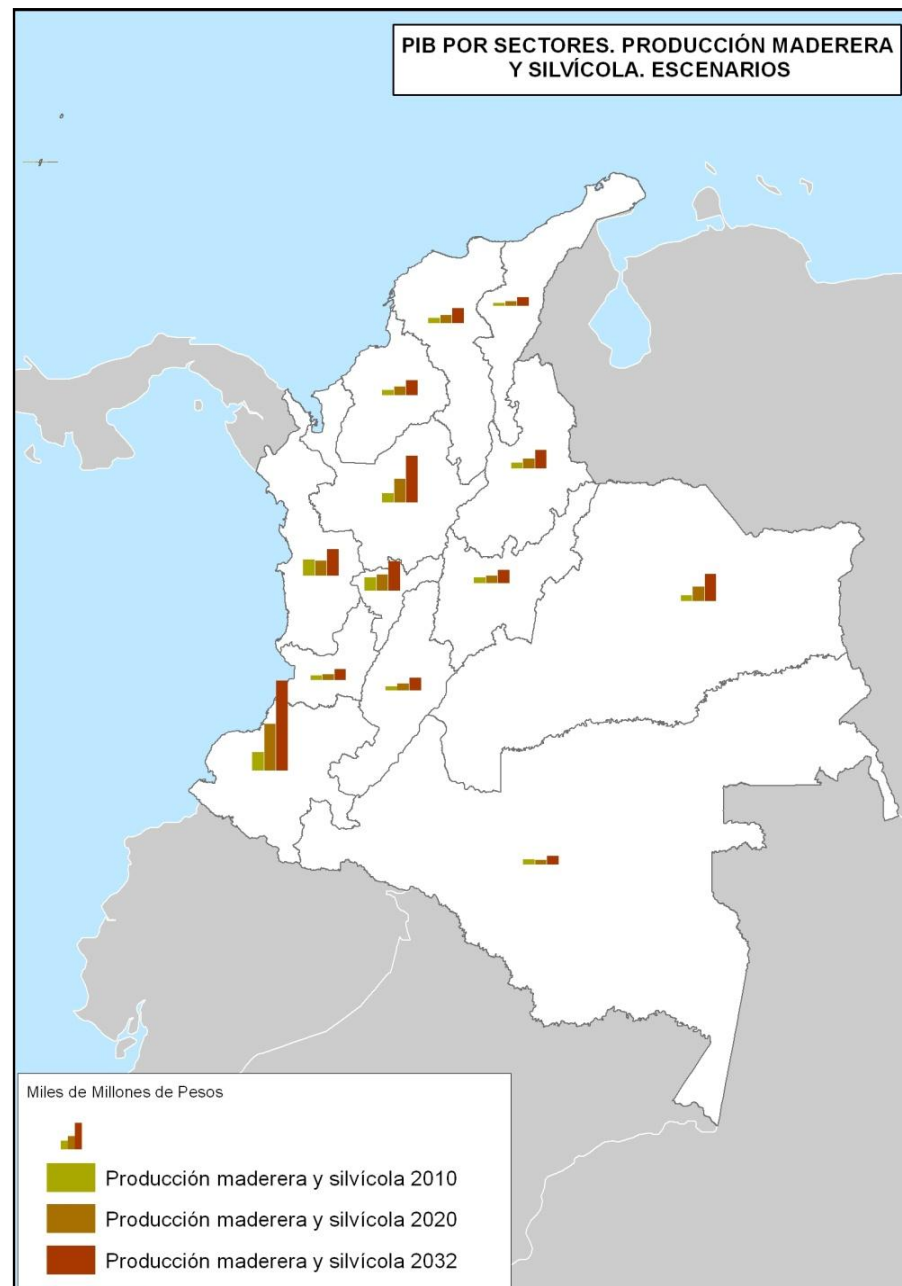 PIB POR SECTORES. PRODUCCIÓN MADERERA
Y SILVÍCOLA. ESCENARIOS
Miles de Millones de Pesos
Producción maderera y silvícola 2010
Producción maderera y silvícola 2020
Producción maderera y silvícola 2032